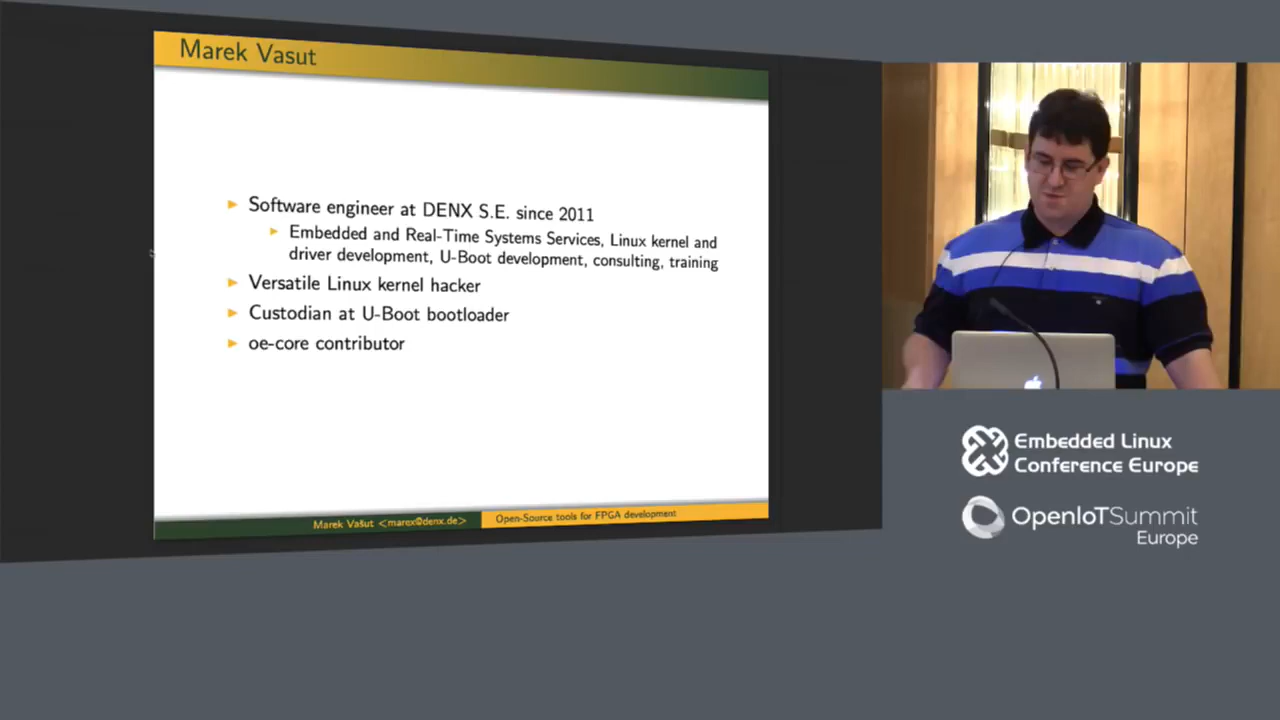 Marek Vasut
Software engineer at DENX S.E. since 2011
Embedded and Real-Time Systems Services, Linux kernel and
driver development, U-Boot development, consulting, training
Versatile Linux kernel hacker
Custodian at U-Boot bootloader
oe-core contributor
Marek Vašut <marex@denx.de>
Open-Source tools for FPGA development
Embedded Linux
Conference Europe
OpenIoTSummit
Europe